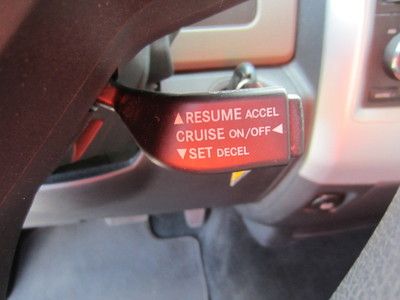 ▲RESUME ACCEL
CRUISE ON/OFF◀
▼SET DECEL